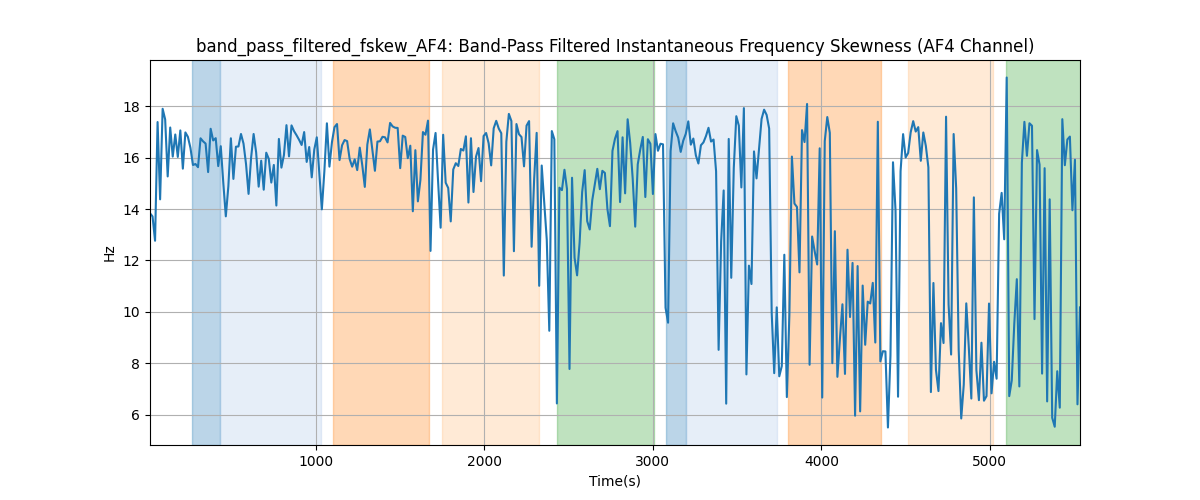 band_pass_filtered_fskew_AF4: Band-Pass Filtered Instantaneous Frequency Skewness (AF4 Channel)
18
16
14
12
10
8
6
Hz
1000 2000 3000 4000 5000
Time(s)